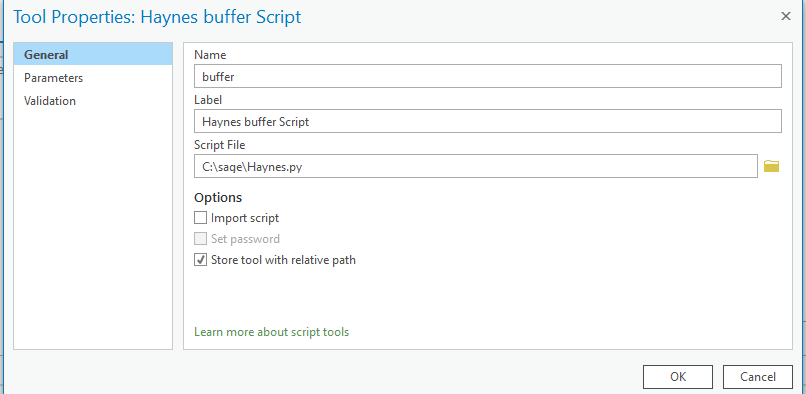 Tool Properties: Haynes buffer Script
General
Parameters
Validation
Name
buffer
Label
Haynes buffer Script
Script File
C:\sage\Haynes.py
Options
Import script
Set password
Store tool with relative path
Learn more about script tools
OK
Cancel